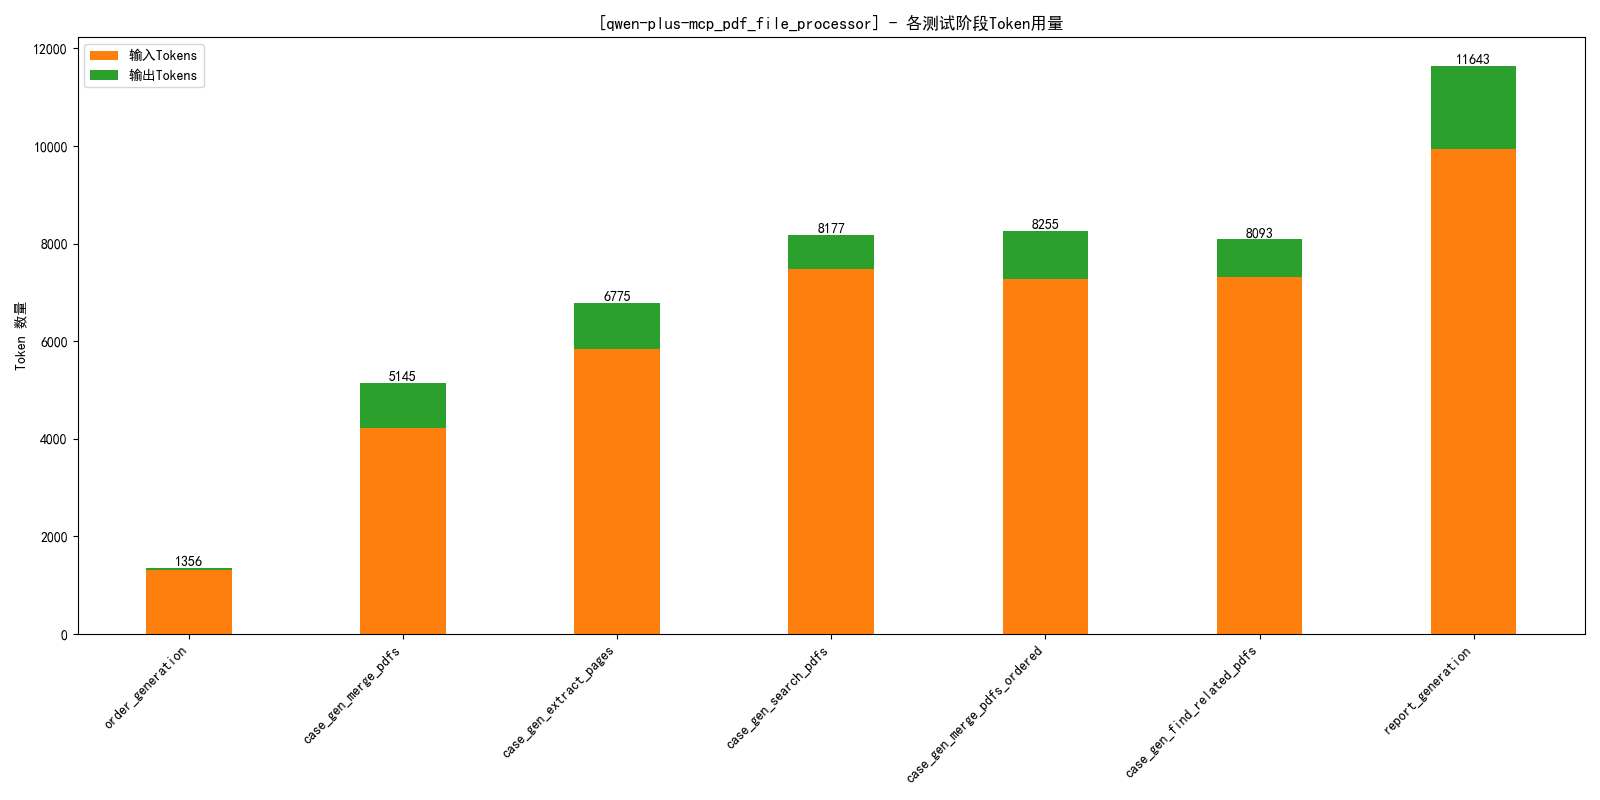 [qwen-plus-mcp_pdf_file_processor] - 各测试阶段Token用量
输入Tokens
输出Tokens
Token 数量
12000
10000
8000
6000
4000
2000
0
1356
5145
6775
8177
8255
8093
11643
order_generation
case_gen_merge_pdfs
case_gen_extract_pages
case_gen_search_pdfs
case_gen_merge_pdfs_ordered
case_gen_find_related_pdfs
report_generation